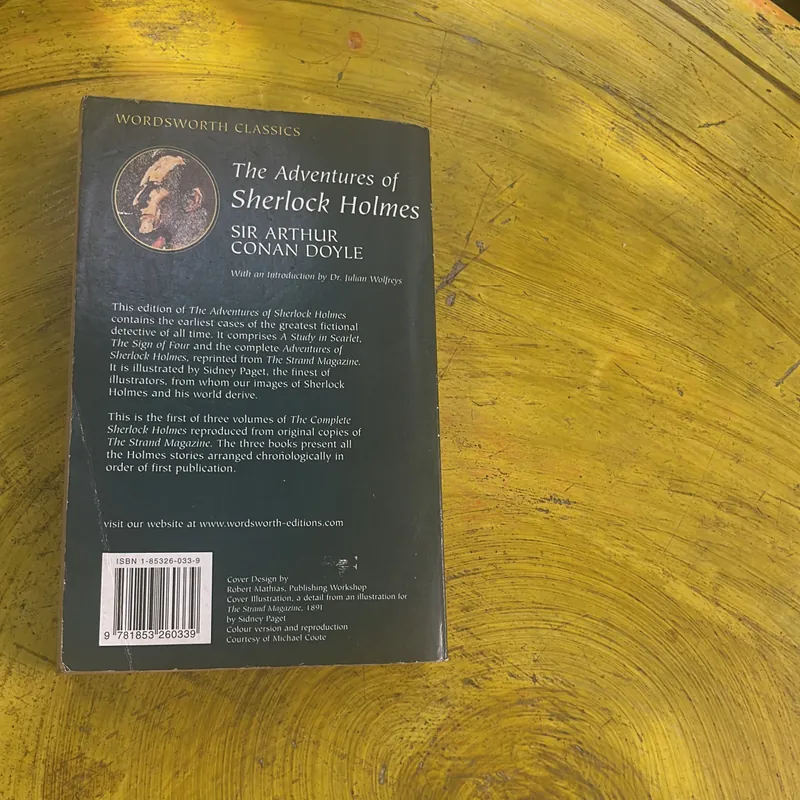 WORDSWORTH CLASSICS
The Adventures of
Sherlock Holmes
SIR ARTHUR
CONAN DOYLE
With an Introduction by Dr. Julian Wolfreys
This edition of The Adventures of Sherlock Holmes
contains the earliest cases of the greatest fictional
detective of all time. It comprises A Study in Scarlet,
The Sign of Four and the complete Adventures of
Sherlock Holmes, reprinted from The Strand Magazine.
It is illustrated by Sidney Paget, the finest of
illustrators, from whom our images of Sherlock
Holmes and his world derive.
This is the first of three volumes of The Complete
Sherlock Holmes reproduced from original copies of
The Strand Magazine. The three books present all
the Holmes stories arranged chronologically in
order of first publication.
visit our website at www.wordsworth-editions.com
ISBN 1-85326-033-9
9 781853 260339
Cover Design by
Robert Mathias, Publishing Workshop
Cover Illustration, a detail from an illustration for
The Strand Magazine, 1891
by Sidney Paget
Colour version and reproduction
Courtesy of Michael Coote